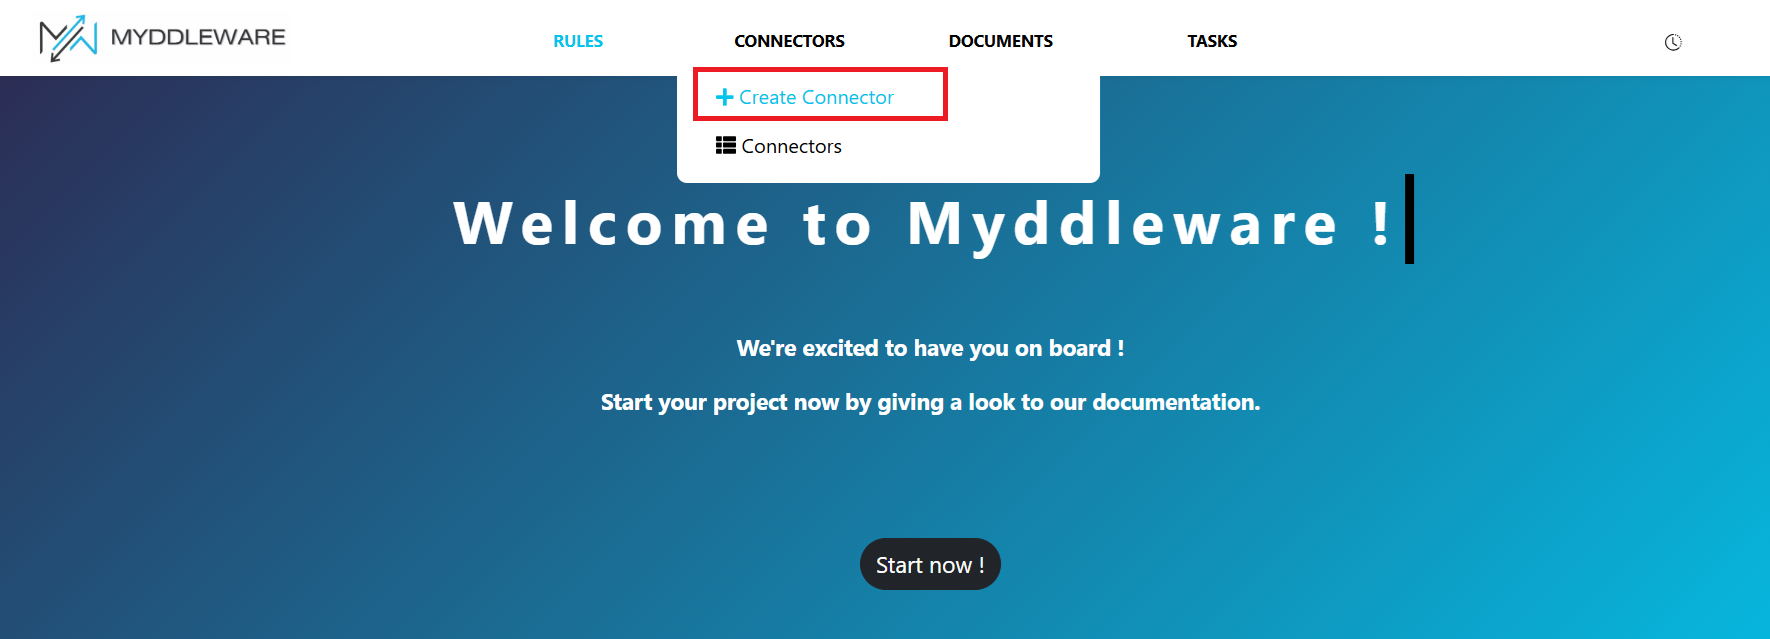 MYDDLEWARE
RULES CONNECTORS DOCUMENTS TASKS
Create Connector
Connectors
Welcome to Myddleware !
We're excited to have you on board !
Start your project now by giving a look to our documentation.
Start now !